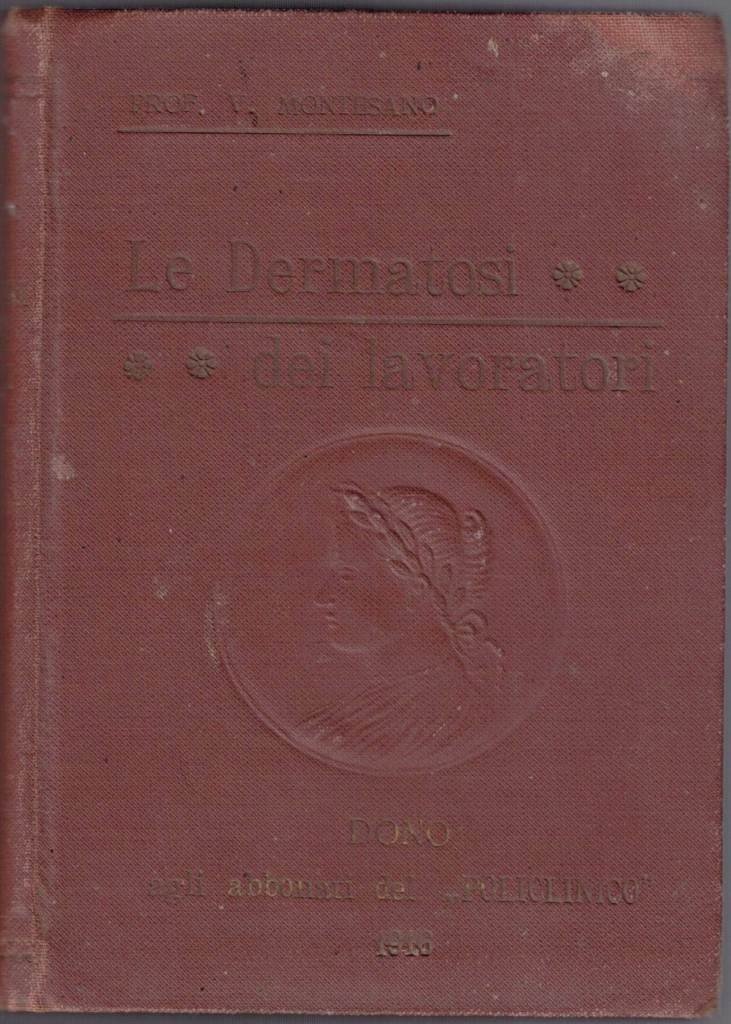 PROF. V. MONTESANO
Le Dermatosi
dei lavoratori
DONO
agli abbonati del „POLICLINICO"